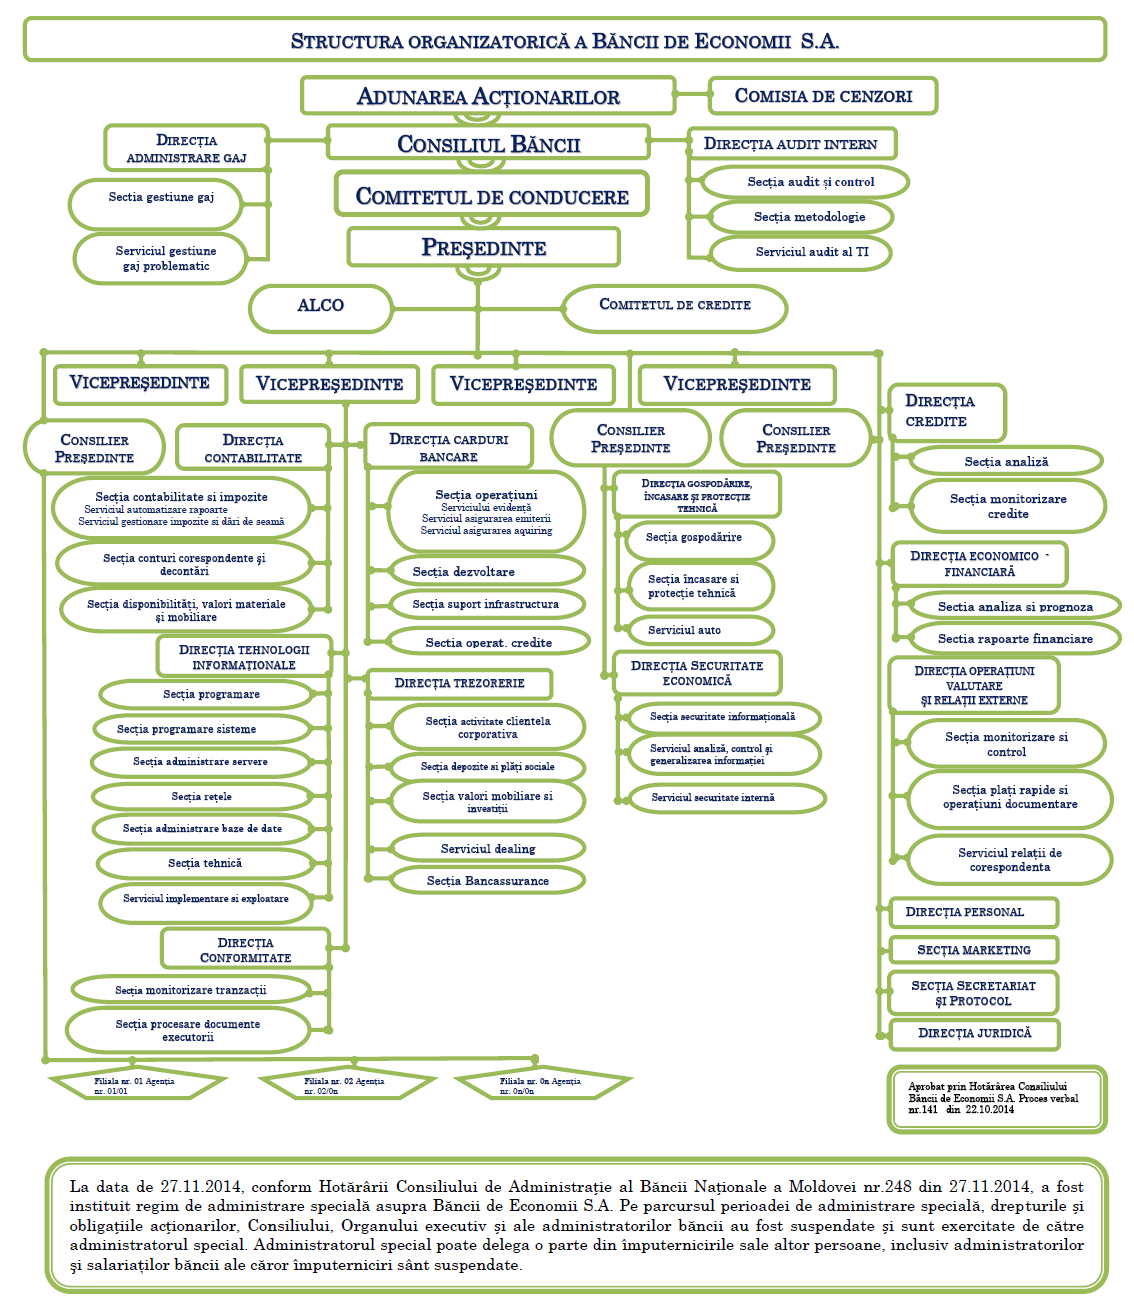 STRUCTURA ORGANIZATORICĂ A BĂNCII DE ECONOMII S.A.
ADUNAREA ACȚIONARILOR
COMISIA DE CENZORI
DIRECȚIA
ADMINISTRARE GAJ
CONSILIUL BĂNCII
DIRECȚIA AUDIT INTERN
Sectia gestiune gaj
Serviciul gestiune
gaj problematic
COMITETUL DE CONDUCERE
Secția audit și control
Secția metodologie
Serviciul audit al TI
PREȘEDINTE
ALCO
COMITETUL DE CREDITE
VICEPREȘEDINTE
VICEPREȘEDINTE
VICEPREȘEDINTE
VICEPREȘEDINTE
CONSILIER
PREȘEDINTE
DIRECȚIA
CONTABILITATE
Secția contabilitate si impozite
Serviciul automatizare rapoarte
Serviciul gestionare impozite si dări de seamă
Secția conturi corespondente și
decontări
Secția disponibilități, valori materiale
și mobiliare
DIRECȚIA TEHNOLOGII
INFORMAȚIONALE
Secția programare
Secția programare sisteme
Secția administrare servere
Secția rețele
Secția administrare baze de date
Secția tehnică
Serviciul implementare si exploatare
DIRECȚIA
CONFORMITATE
Secția monitorizare tranzacții
Secția procesare documente
executorii
DIRECȚIA CARDURI
BANCARE
Secția operațiuni
Serviciului evidență
Serviciul asigurarea emiterii
Serviciul asigurarea aquiring
Secția dezvoltare
Secția suport infrastructura
Sectia operat. credite
DIRECȚIA TREZORERIE
Secția activitate clientela
corporativa
Secția depozite si plăți sociale
Secția valori mobiliare si
investiții
Serviciul dealing
Secția Bancassurance
CONSILIER
PREȘEDINTE
DIRECȚIA GOSPODĂRIRE,
ÎNCASARE ȘI PROTECȚIE
TEHNICĂ
Secția gospodărire
Secția încasare si
protecție tehnică
Serviciul auto
DIRECȚIA SECURITATE
ECONOMICĂ
Secția securitate informațională
Serviciul analiză, control și
generalizarea informației
Serviciul securitate internă
CONSILIER
PREȘEDINTE
DIRECȚIA
CREDITE
Secția analiză
Secția monitorizare
credite
DIRECȚIA ECONOMICO -
FINANCIARĂ
Sectia analiza si prognoza
Sectia rapoarte financiare
DIRECȚIA OPERAȚIUNI
VALUTARE
ȘI RELAȚII EXTERNE
Secția monitorizare si
control
Secția plați rapide si
operațiuni documentare
Serviciul relații de
corespondenta
DIRECȚIA PERSONAL
SECȚIA MARKETING
SECȚIA SECRETARIAT
ȘI PROTOCOL
DIRECȚIA JURIDICĂ
Filiala nr. 01 Agenția
nr. 01/01
Filiala nr. 02 Agenția
nr. 02/0n
Filiala nr. 0n Agenția
nr. 0n/0n
Aprobat prin Hotărârea Consiliului
Băncii de Economii S.A. Proces verbal
nr.141 din 22.10.2014
La data de 27.11.2014, conform Hotărârii Consiliului de Administrație al Băncii Naționale a Moldovei nr.248 din 27.11.2014, a fost
instituit regim de administrare specială asupra Băncii de Economii S.A. Pe parcursul perioadei de administrare specială, drepturile și
obligațiile acționarilor, Consiliului, Organului executiv și ale administratorilor băncii au fost suspendate și sunt exercitate de către
administratorul special. Administratorul special poate delega o parte din împuternicirile sale altor persoane, inclusiv administratorilor
și salariaților băncii ale căror împuterniciri sânt suspendate.